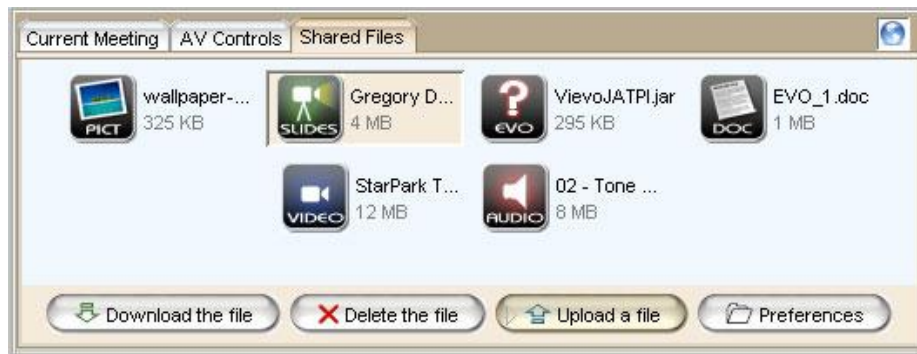 Current Meeting
AV Controls
Shared Files
wallpaper-...
325 KB
PICT
Gregory D...
4 MB
SLIDES
VievoJATPI.jar
295 KB
EVO
EVO_1.doc
1 MB
DOC
StarPark T...
12 MB
VIDEO
02 - Tone ...
8 MB
AUDIO
Download the file
Delete the file
Upload a file
Preferences